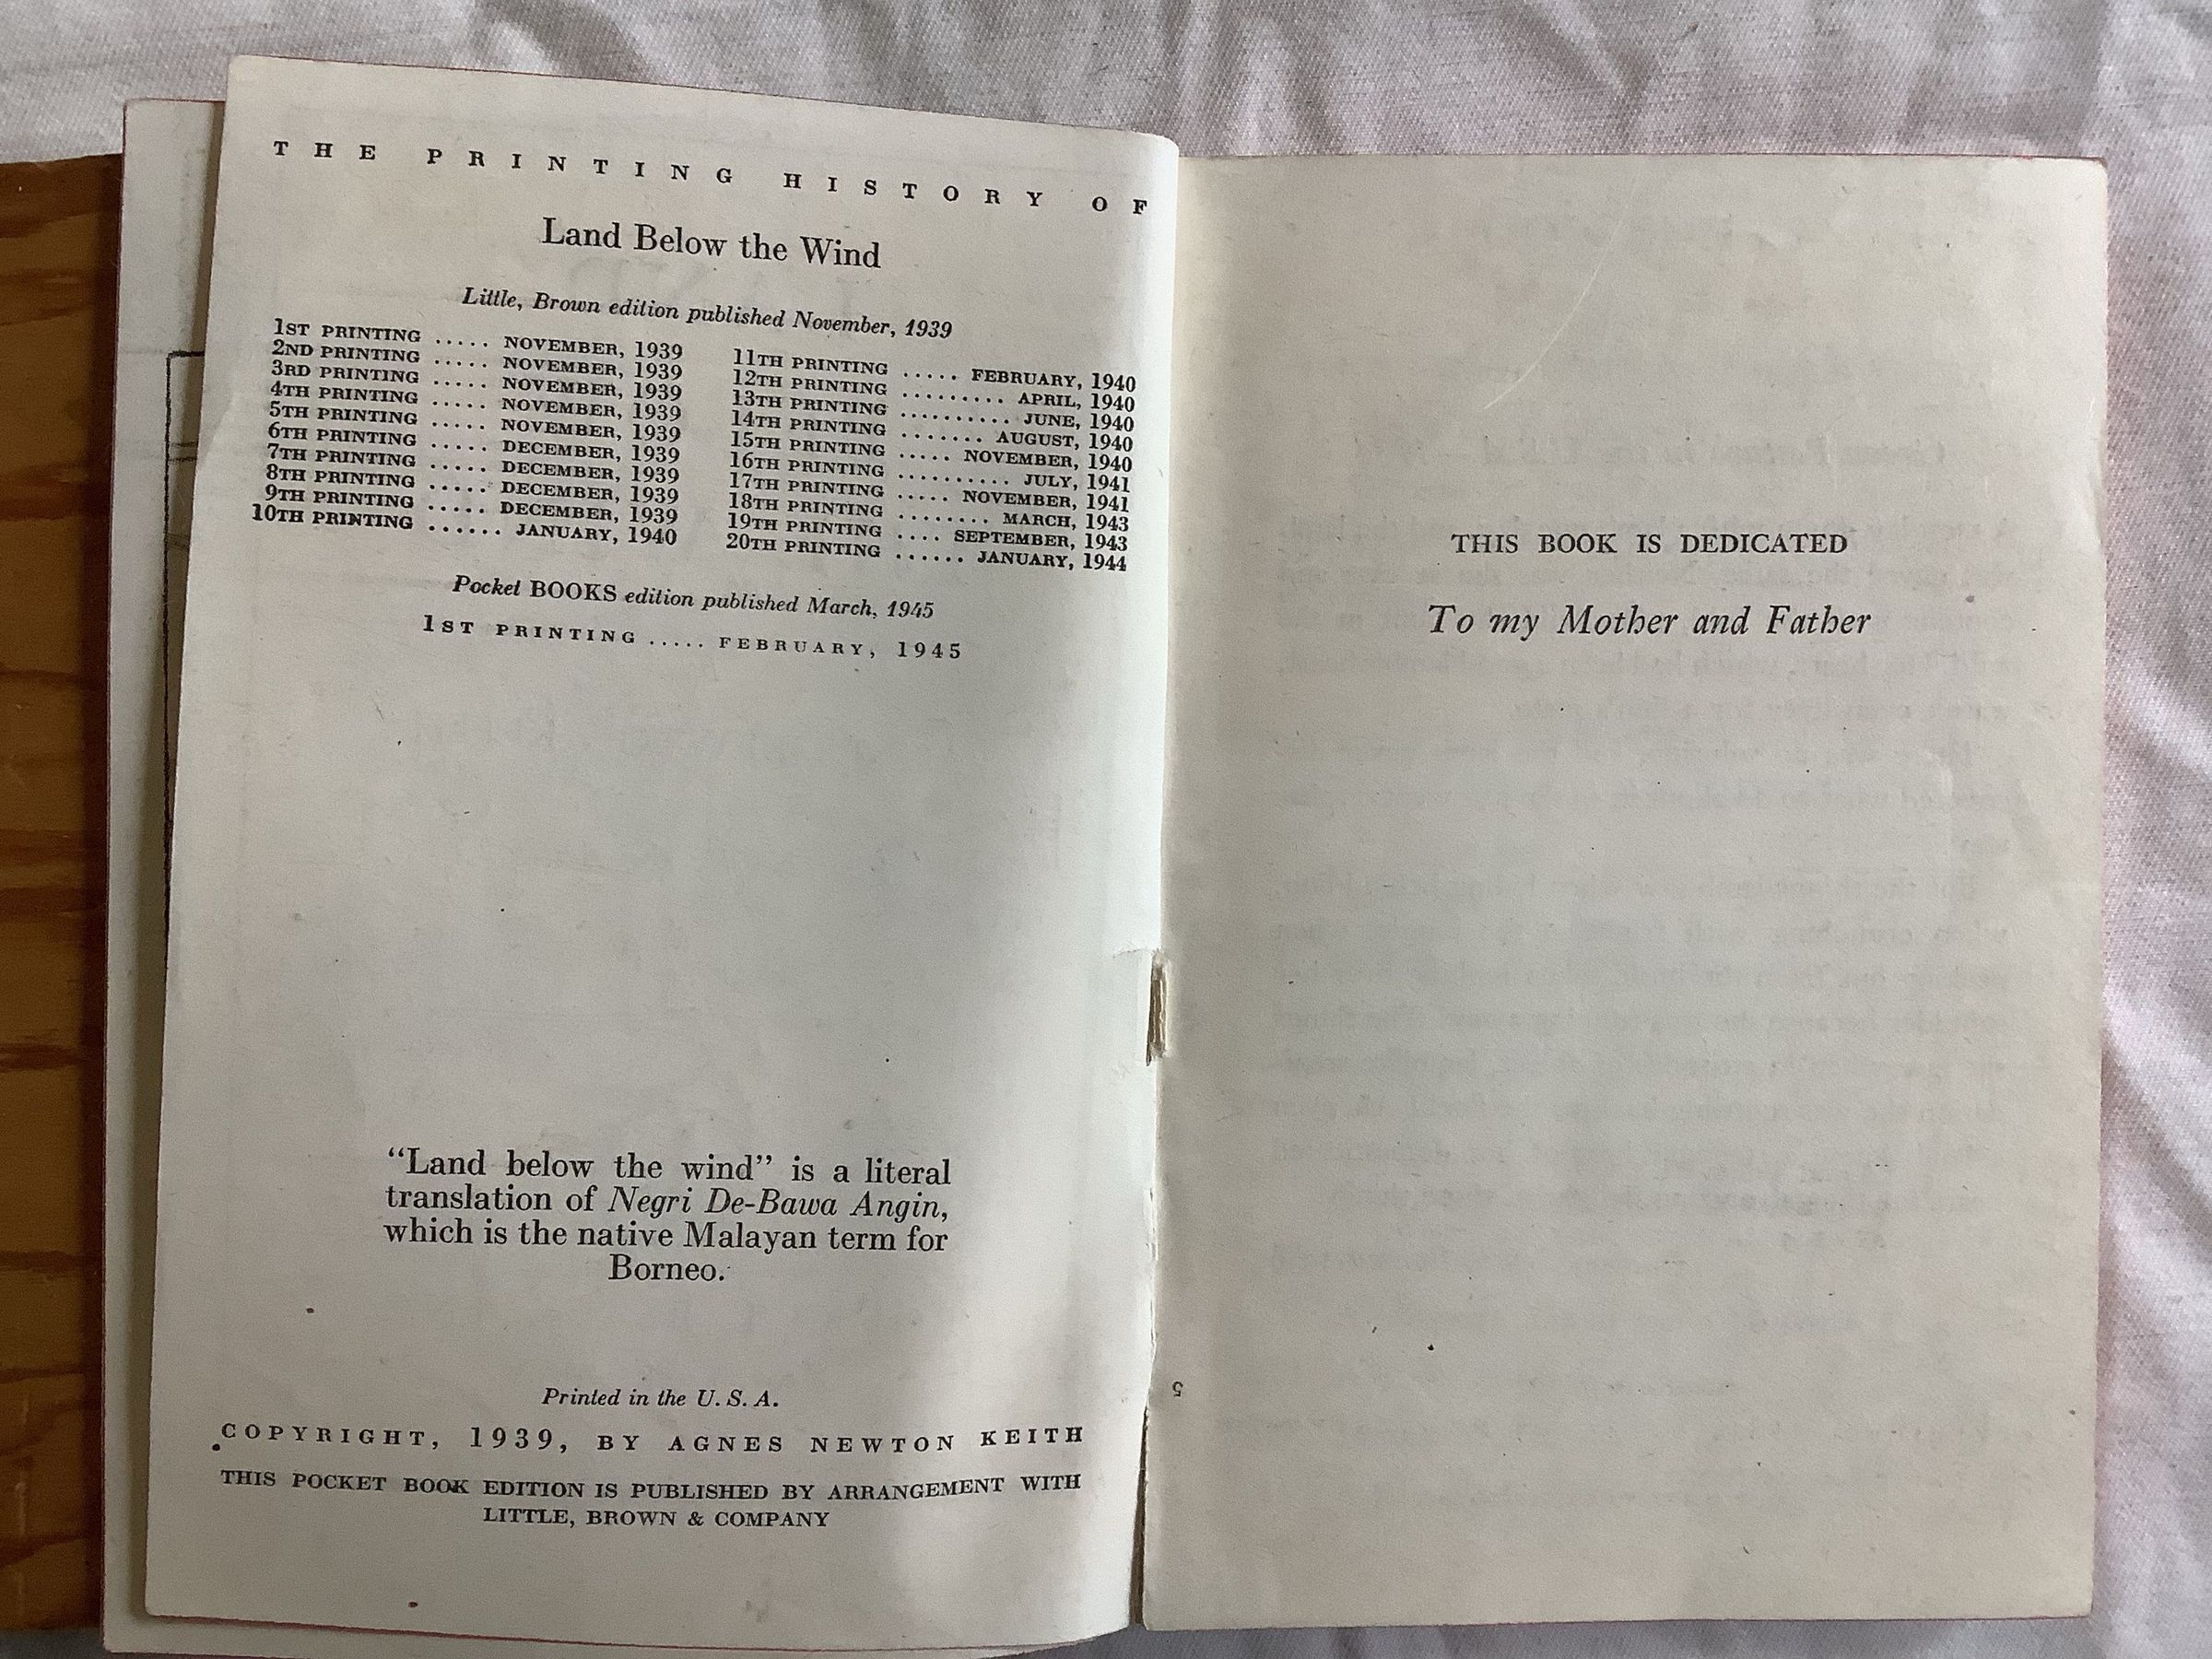 THE PRINTING HISTORY OF
Land Below the Wind
Little, Brown edition published November, 1939
1ST PRINTING ..... NOVEMBER, 1939
2ND PRINTING ..... NOVEMBER, 1939
3RD PRINTING ..... NOVEMBER, 1939
4TH PRINTING ..... NOVEMBER, 1939
5TH PRINTING ..... NOVEMBER, 1939
6TH PRINTING ..... DECEMBER, 1939
7TH PRINTING ..... DECEMBER, 1939
8TH PRINTING ..... DECEMBER, 1939
9TH PRINTING ..... DECEMBER, 1939
10TH PRINTING ...... JANUARY, 1940
11TH PRINTING ..... FEBRUARY, 1940
12TH PRINTING ......... APRIL, 1940
13TH PRINTING .......... JUNE, 1940
14TH PRINTING ....... AUGUST, 1940
15TH PRINTING ..... NOVEMBER, 1940
16TH PRINTING .......... JULY, 1941
17TH PRINTING ..... NOVEMBER, 1941
18TH PRINTING ........ MARCH, 1943
19TH PRINTING .... SEPTEMBER, 1943
20TH PRINTING ...... JANUARY, 1944
Pocket BOOKS edition published March, 1945
1ST PRINTING ..... FEBRUARY, 1945
"Land below the wind" is a literal
translation of Negri De-Bawa Angin,
which is the native Malayan term for
Borneo.
Printed in the U.S.A.
COPYRIGHT, 1939, BY AGNES NEWTON KEITH
THIS POCKET BOOK EDITION IS PUBLISHED BY ARRANGEMENT WITH
LITTLE, BROWN & COMPANY
THIS BOOK IS DEDICATED
To my Mother and Father